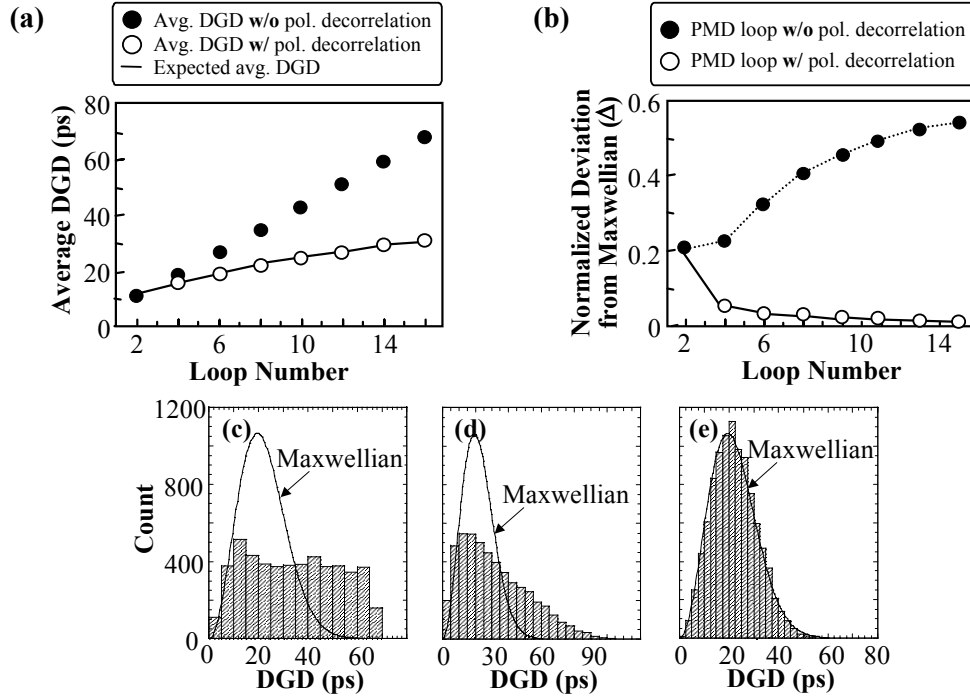 (a)
Avg. DGD w/o pol. decorrelation
Avg. DGD w/ pol. decorrelation
Expected avg. DGD
80
60
40
20
0
Average DGD (ps)
2
6
10
14
Loop Number
(b)
PMD loop w/o pol. decorrelation
PMD loop w/ pol. decorrelation
0.6
0.4
0.2
0
Normalized Deviation
from Maxwellian (Δ)
2
6
10
14
Loop Number
1200
800
400
0
Count
(c)
Maxwellian
0
20
40
60
DGD (ps)
(d)
Maxwellian
0
30
60
90
DGD (ps)
(e)
Maxwellian
0
20
40
60
80
DGD (ps)